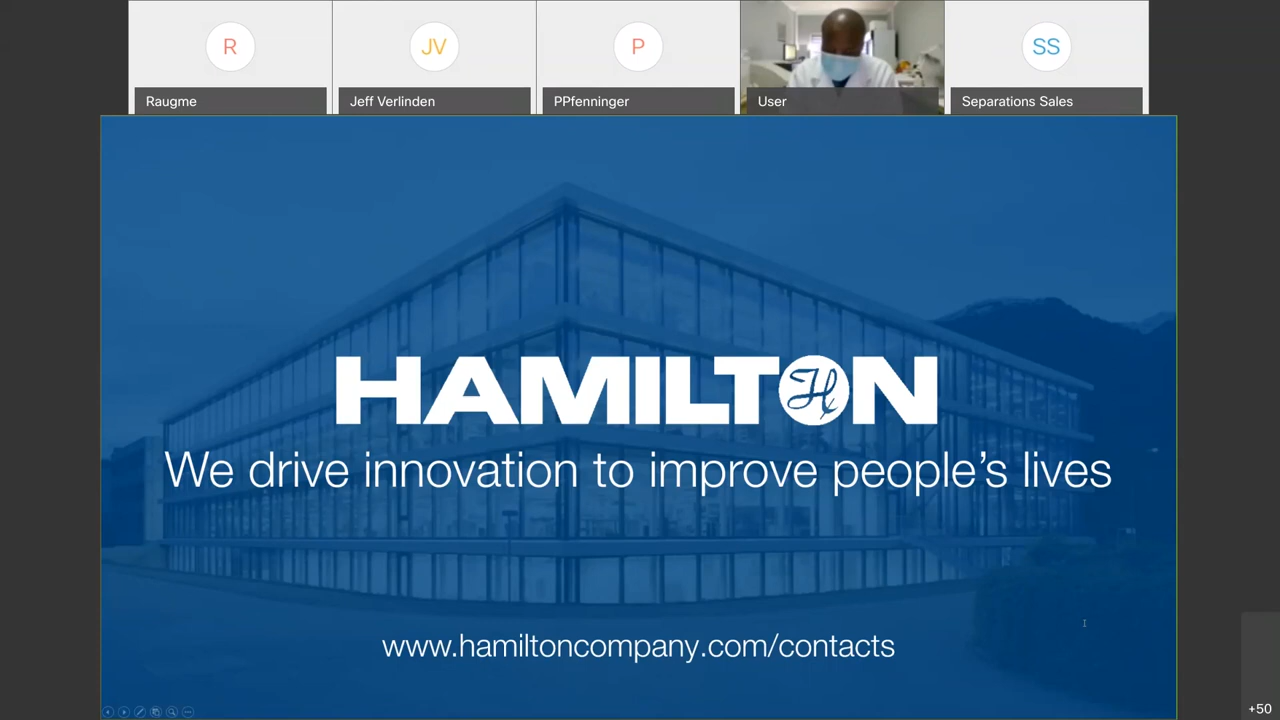 R
JV
P
SS
Raugme
Jeff Verlinden
PPfenninger
User
Separations Sales
HAMILTON
We drive innovation to improve people's lives
www.hamiltoncompany.com/contacts
+50